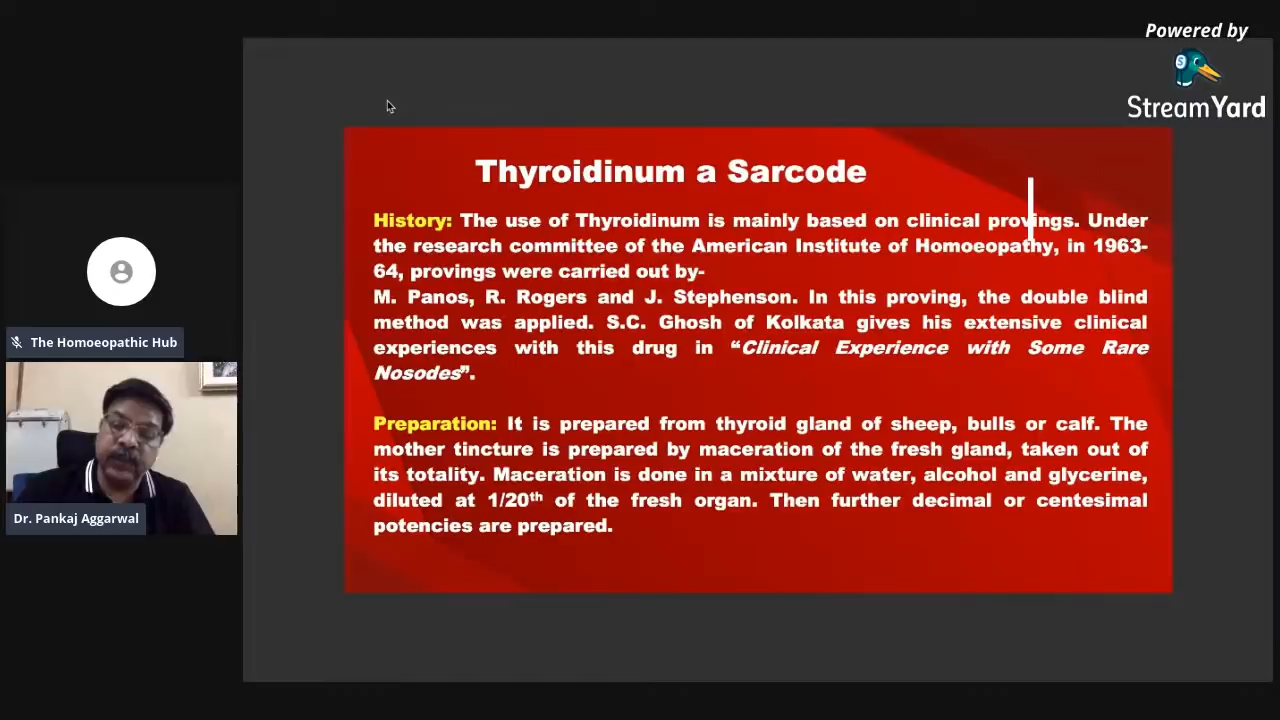 Powered by
StreamYard
Thyroidinum a Sarcode
History: The use of Thyroidinum is mainly based on clinical provings. Under
the research committee of the American Institute of Homoeopathy, in 1963-
64, provings were carried out by-
M. Panos, R. Rogers and J. Stephenson. In this proving, the double blind
method was applied. S.C. Ghosh of Kolkata gives his extensive clinical
experiences with this drug in “Clinical Experience with Some Rare
Nosodes”.
Preparation: It is prepared from thyroid gland of sheep, bulls or calf. The
mother tincture is prepared by maceration of the fresh gland, taken out of
its totality. Maceration is done in a mixture of water, alcohol and glycerine,
diluted at 1/20th of the fresh organ. Then further decimal or centesimal
potencies are prepared.
The Homoeopathic Hub
Dr. Pankaj Aggarwal